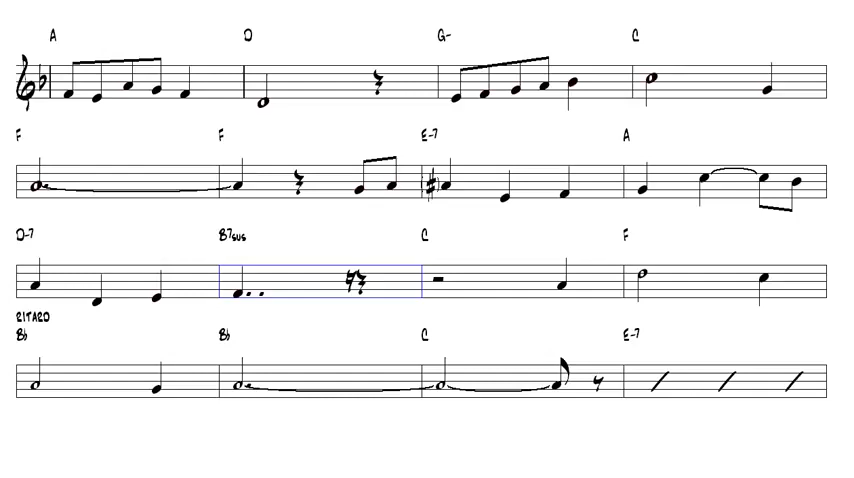 A D G- C
F F E-7 A
D-7 B7sus C F
RITARD
Bb Bb C E-7